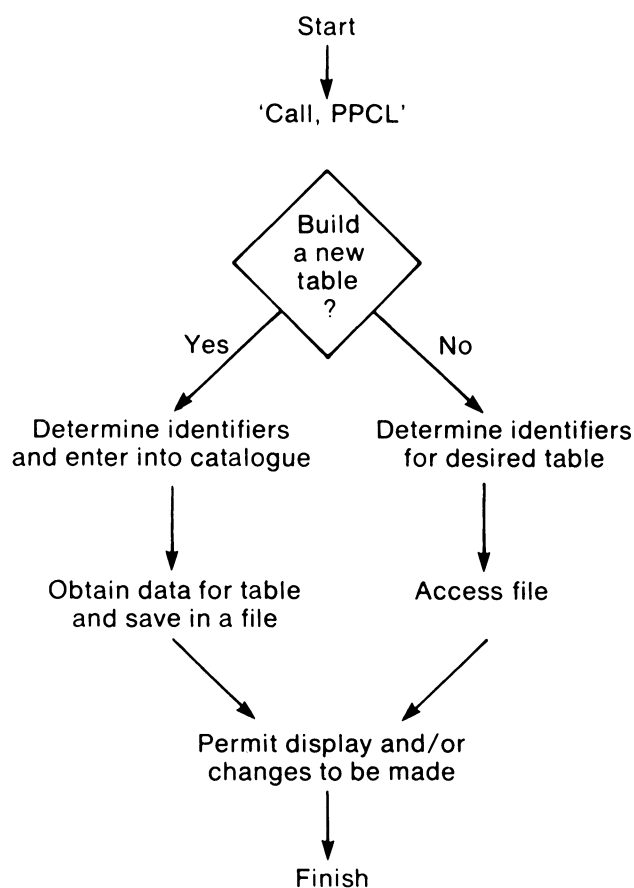 Start
'Call, PPCL'
Build
a new
table
?
Yes
No
Determine identifiers
and enter into catalogue
Determine identifiers
for desired table
Obtain data for table
and save in a file
Access file
Permit display and/or
changes to be made
Finish